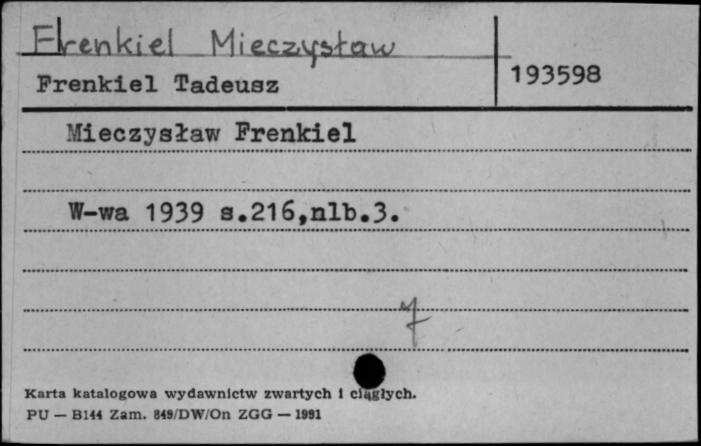 Frenkiel Mieczysław
Frenkiel Tadeusz
193598
Mieczysław Frenkiel
W-wa 1939 s.216,nlb.3.
Karta katalogowa wydawnictw zwartych i ciągłych.
PU — B144 Zam. 849/DW/On ZGG — 1991